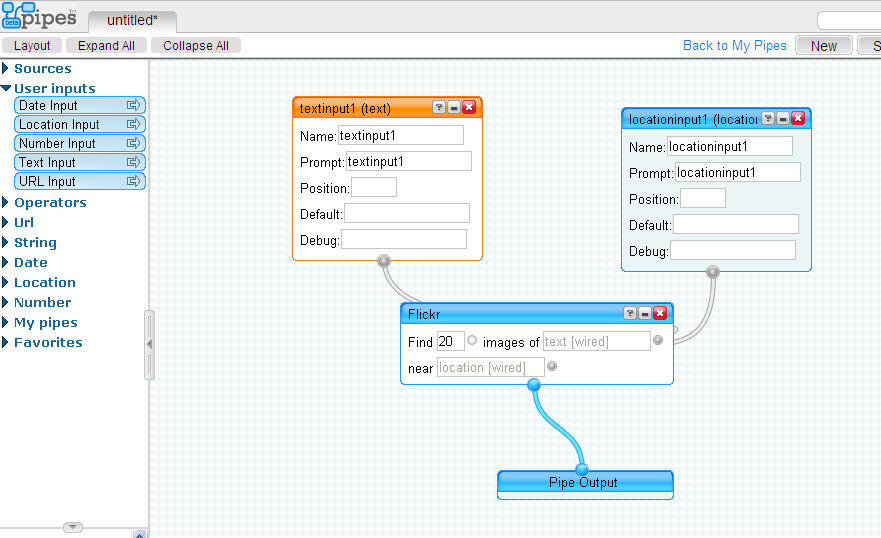 beta pipes™
untitled*
Layout Expand All Collapse All Back to My Pipes New S
Sources
User inputs
Date Input
Location Input
Number Input
Text Input
URL Input
Operators
Url
String
Date
Location
Number
My pipes
Favorites
textinput1 (text) ?
Name: textinput1
Prompt: textinput1
Position:
Default:
Debug:
locationinput1 (location ?
Name: locationinput1
Prompt: locationinput1
Position:
Default:
Debug:
Flickr ?
Find 20 images of text [wired]
near location [wired]
Pipe Output